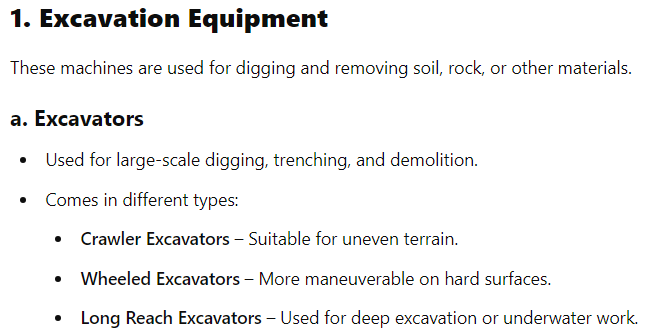 1. Excavation Equipment
These machines are used for digging and removing soil, rock, or other materials.
a. Excavators
• Used for large-scale digging, trenching, and demolition.
• Comes in different types:
• Crawler Excavators – Suitable for uneven terrain.
• Wheeled Excavators – More maneuverable on hard surfaces.
• Long Reach Excavators – Used for deep excavation or underwater work.